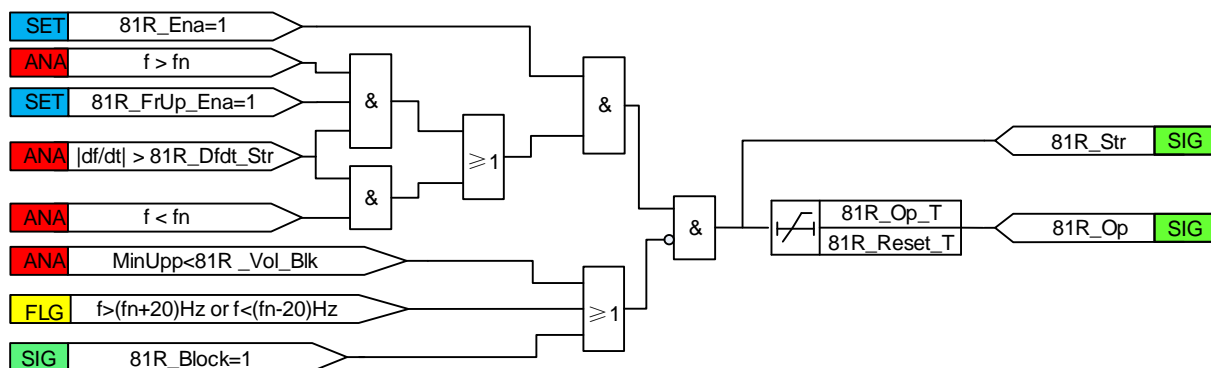 SET 81R_Ena=1
ANA f > fn
SET 81R_FrUp_Ena=1
ANA |df/dt| > 81R_Dfdt_Str
ANA f < fn
ANA MinUpp<81R _Vol_Blk
FLG f>(fn+20)Hz or f<(fn-20)Hz
SIG 81R_Block=1
&
&
≥1
&
≥1
&
81R_Op_T
81R_Reset_T
81R_Str SIG
81R_Op SIG